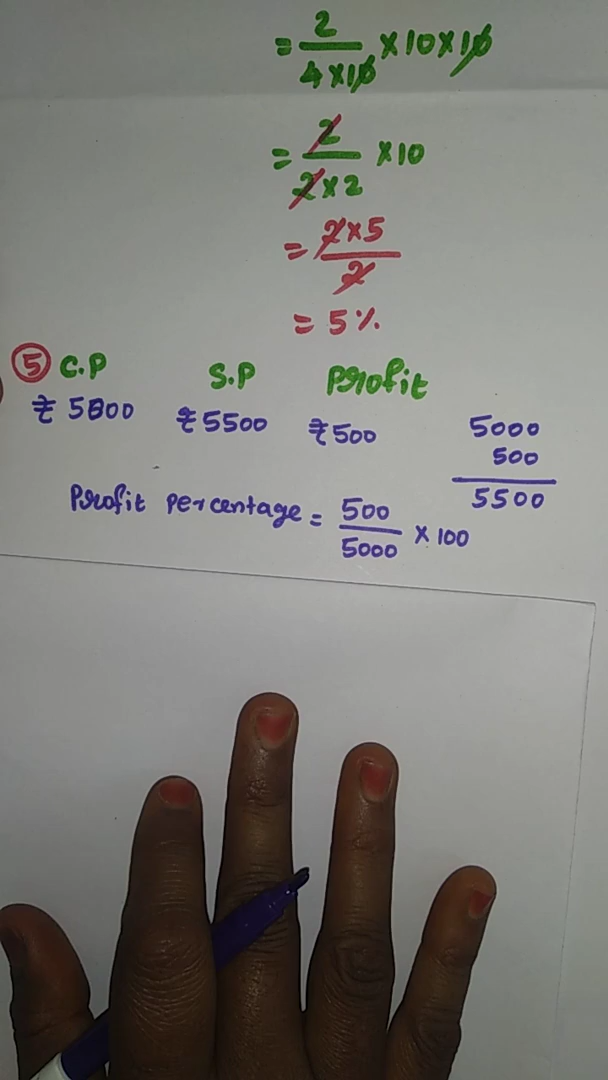 = 2/4×10 ×10×10
= 2/2×2 ×10
= 2×5/2
= 5%
5 C.P S.P Profit
₹ 5000 ₹5500 ₹500
5000
500
5500
Profit percentage = 500/5000 × 100